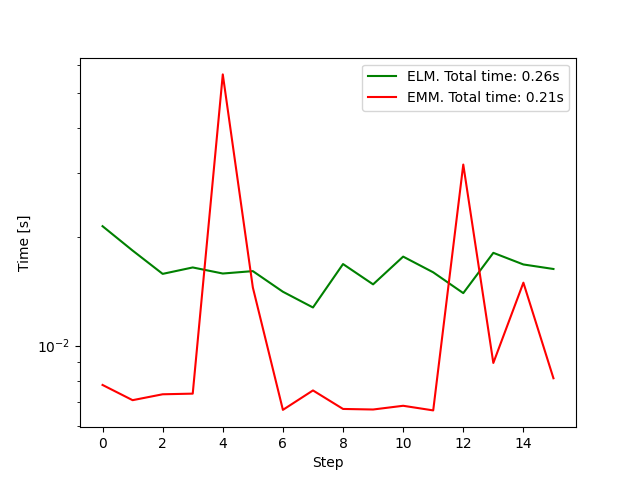 ELM. Total time: 0.26s
EMM. Total time: 0.21s
Time [s]
10⁻²
0 2 4 6 8 10 12 14
Step